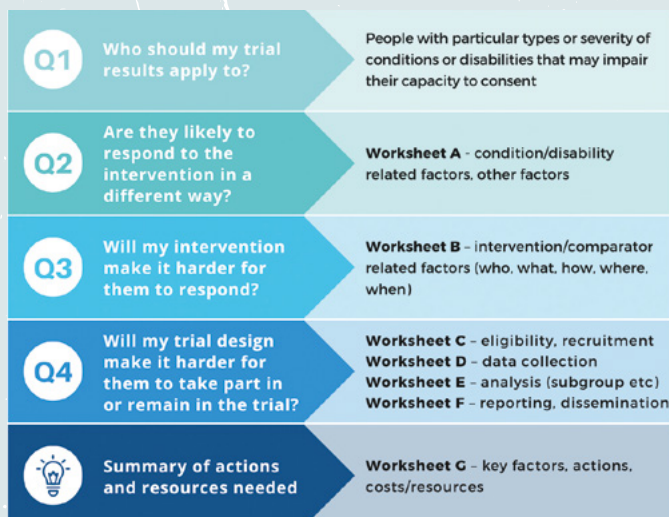 Q1
Who should my trial
results apply to?
People with particular types or severity of
conditions or disabilities that may impair
their capacity to consent
Q2
Are they likely to
respond to the
intervention in a
different way?
Worksheet A - condition/disability
related factors, other factors
Q3
Will my intervention
make it harder for
them to respond?
Worksheet B – intervention/comparator
related factors (who, what, how, where,
when)
Q4
Will my trial design
make it harder for
them to take part in
or remain in the trial?
Worksheet C – eligibility, recruitment
Worksheet D – data collection
Worksheet E – analysis (subgroup etc)
Worksheet F – reporting, dissemination
Summary of actions
and resources needed
Worksheet G – key factors, actions,
costs/resources